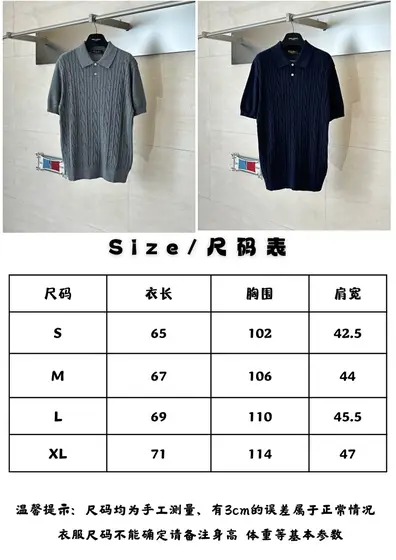 Size/尺码表
尺码 衣长 胸围 肩宽
S 65 102 42.5
M 67 106 44
L 69 110 45.5
XL 71 114 47
温馨提示：尺码均为手工测量、有3cm的误差属于正常情况
衣服尺码不能确定请备注身高 体重等基本参数